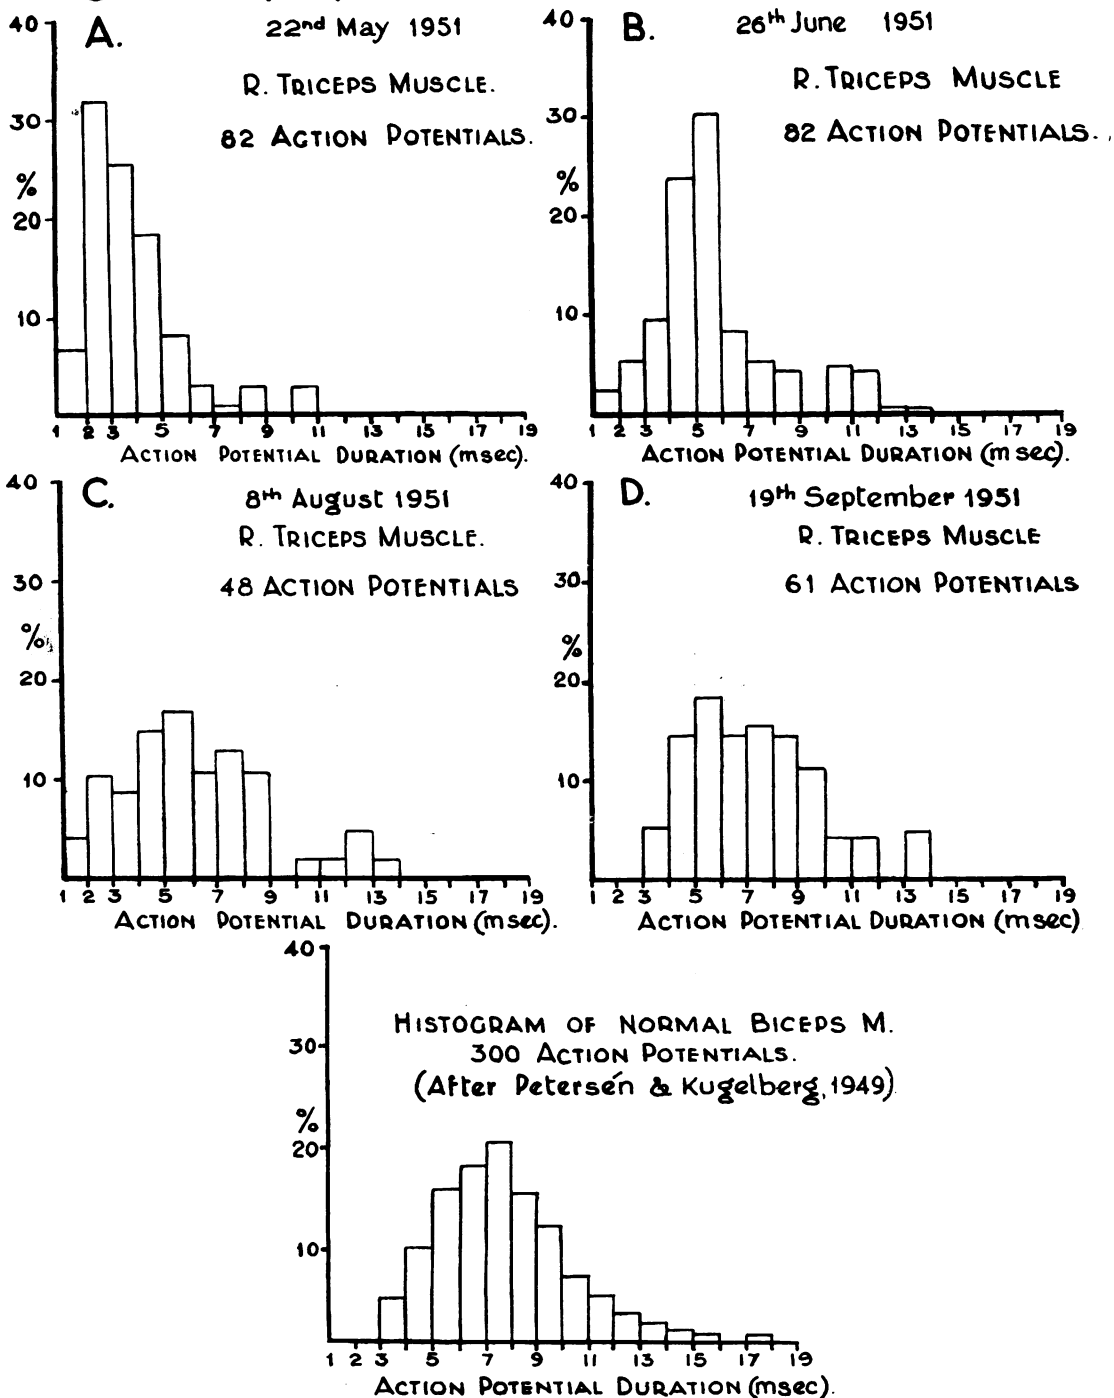 A. 22nd May 1951
R. TRICEPS MUSCLE.
82 ACTION POTENTIALS.
40
30
%
20
10
1 2 3 5 7 9 11 13 15 17 19
ACTION POTENTIAL DURATION (msec).
B. 26th June 1951
R. TRICEPS MUSCLE
82 ACTION POTENTIALS.
40
30
%
20
10
1 2 3 5 7 9 11 13 15 17 19
ACTION POTENTIAL DURATION (msec).
C. 8th August 1951
R. TRICEPS MUSCLE.
48 ACTION POTENTIALS
40
30
%
20
10
1 2 3 5 7 9 11 13 15 17 19
ACTION POTENTIAL DURATION (msec).
D. 19th September 1951
R. TRICEPS MUSCLE
61 ACTION POTENTIALS
40
30
%
20
10
1 2 3 5 7 9 11 13 15 17 19
ACTION POTENTIAL DURATION (msec)
HISTOGRAM OF NORMAL BICEPS M.
300 ACTION POTENTIALS.
(After Petersén & Kugelberg, 1949)
40
30
%
20
10
1 2 3 5 7 9 11 13 15 17 19
ACTION POTENTIAL DURATION (msec).